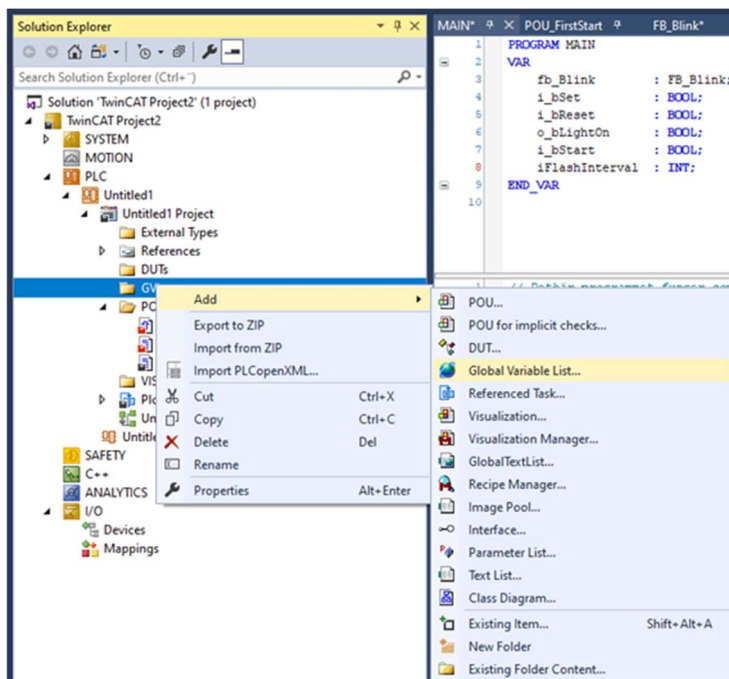 Solution Explorer
Search Solution Explorer (Ctrl+¨)
Solution 'TwinCAT Project2' (1 project)
TwinCAT Project2
SYSTEM
MOTION
PLC
Untitled1
Untitled1 Project
External Types
References
DUTs
GV
PO
VIS
Plc
Un
Untitle
SAFETY
C++
ANALYTICS
I/O
Devices
Mappings
Add
Export to ZIP
Import from ZIP
Import PLCopenXML...
Cut Ctrl+X
Copy Ctrl+C
Delete Del
Rename
Properties Alt+Enter
MAIN* POU_FirstStart FB_Blink*
1 PROGRAM MAIN
2 VAR
3 fb_Blink : FB_Blink;
4 i_bSet : BOOL;
5 i_bReset : BOOL;
6 o_bLightOn : BOOL;
7 i_bStart : BOOL;
8 iFlashInterval : INT;
9 END_VAR
10
POU...
POU for implicit checks...
DUT...
Global Variable List...
Referenced Task...
Visualization...
Visualization Manager...
GlobalTextList...
Recipe Manager...
Image Pool...
Interface...
Parameter List...
Text List...
Class Diagram...
Existing Item... Shift+Alt+A
New Folder
Existing Folder Content...